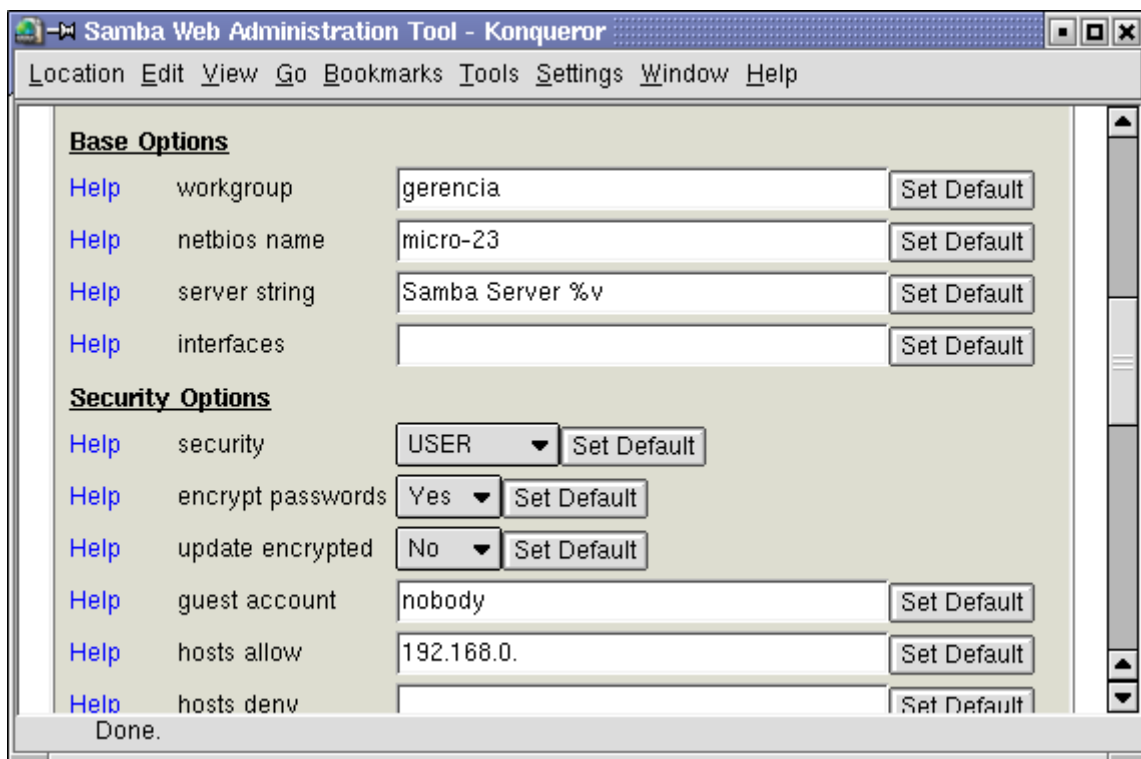 Samba Web Administration Tool - Konqueror
Location Edit View Go Bookmarks Tools Settings Window Help
Base Options
Help workgroup gerencia Set Default
Help netbios name micro-23 Set Default
Help server string Samba Server %v Set Default
Help interfaces Set Default
Security Options
Help security USER Set Default
Help encrypt passwords Yes Set Default
Help update encrypted No Set Default
Help guest account nobody Set Default
Help hosts allow 192.168.0. Set Default
Help hosts deny Set Default
Done.